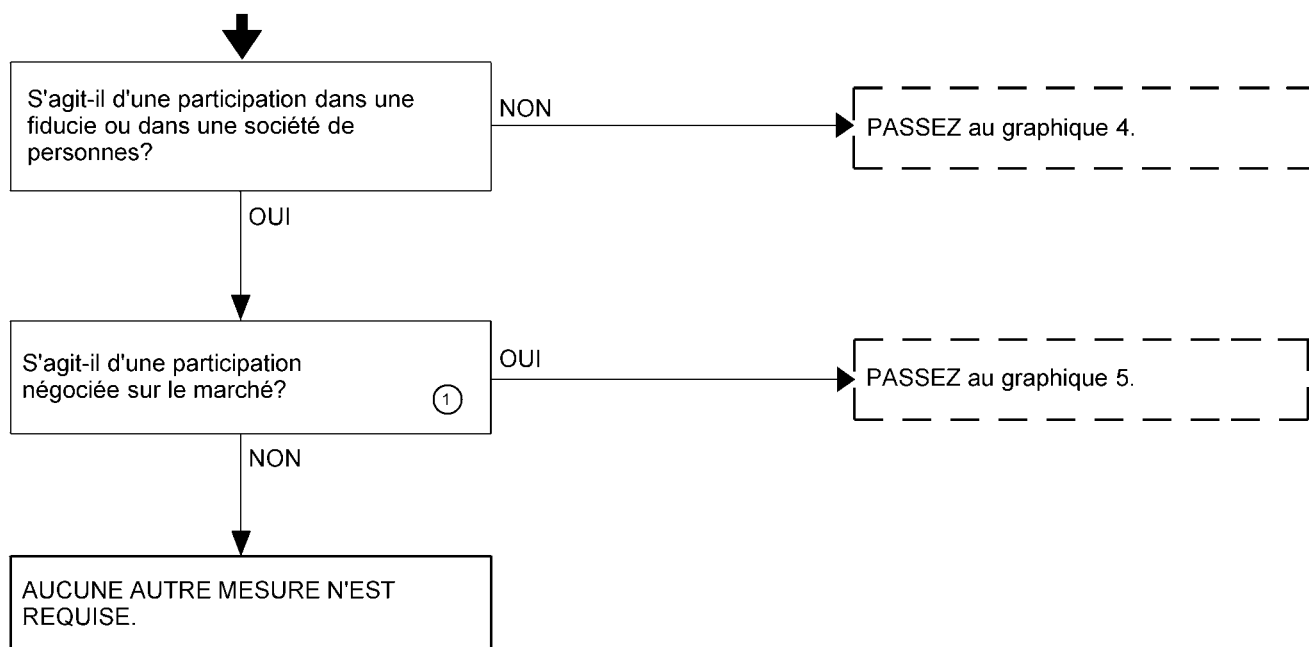 S'agit-il d'une participation dans une
fiducie ou dans une société de
personnes?
NON
PASSEZ au graphique 4.
OUI
S'agit-il d'une participation
négociée sur le marché?
1
OUI
PASSEZ au graphique 5.
NON
AUCUNE AUTRE MESURE N'EST
REQUISE.